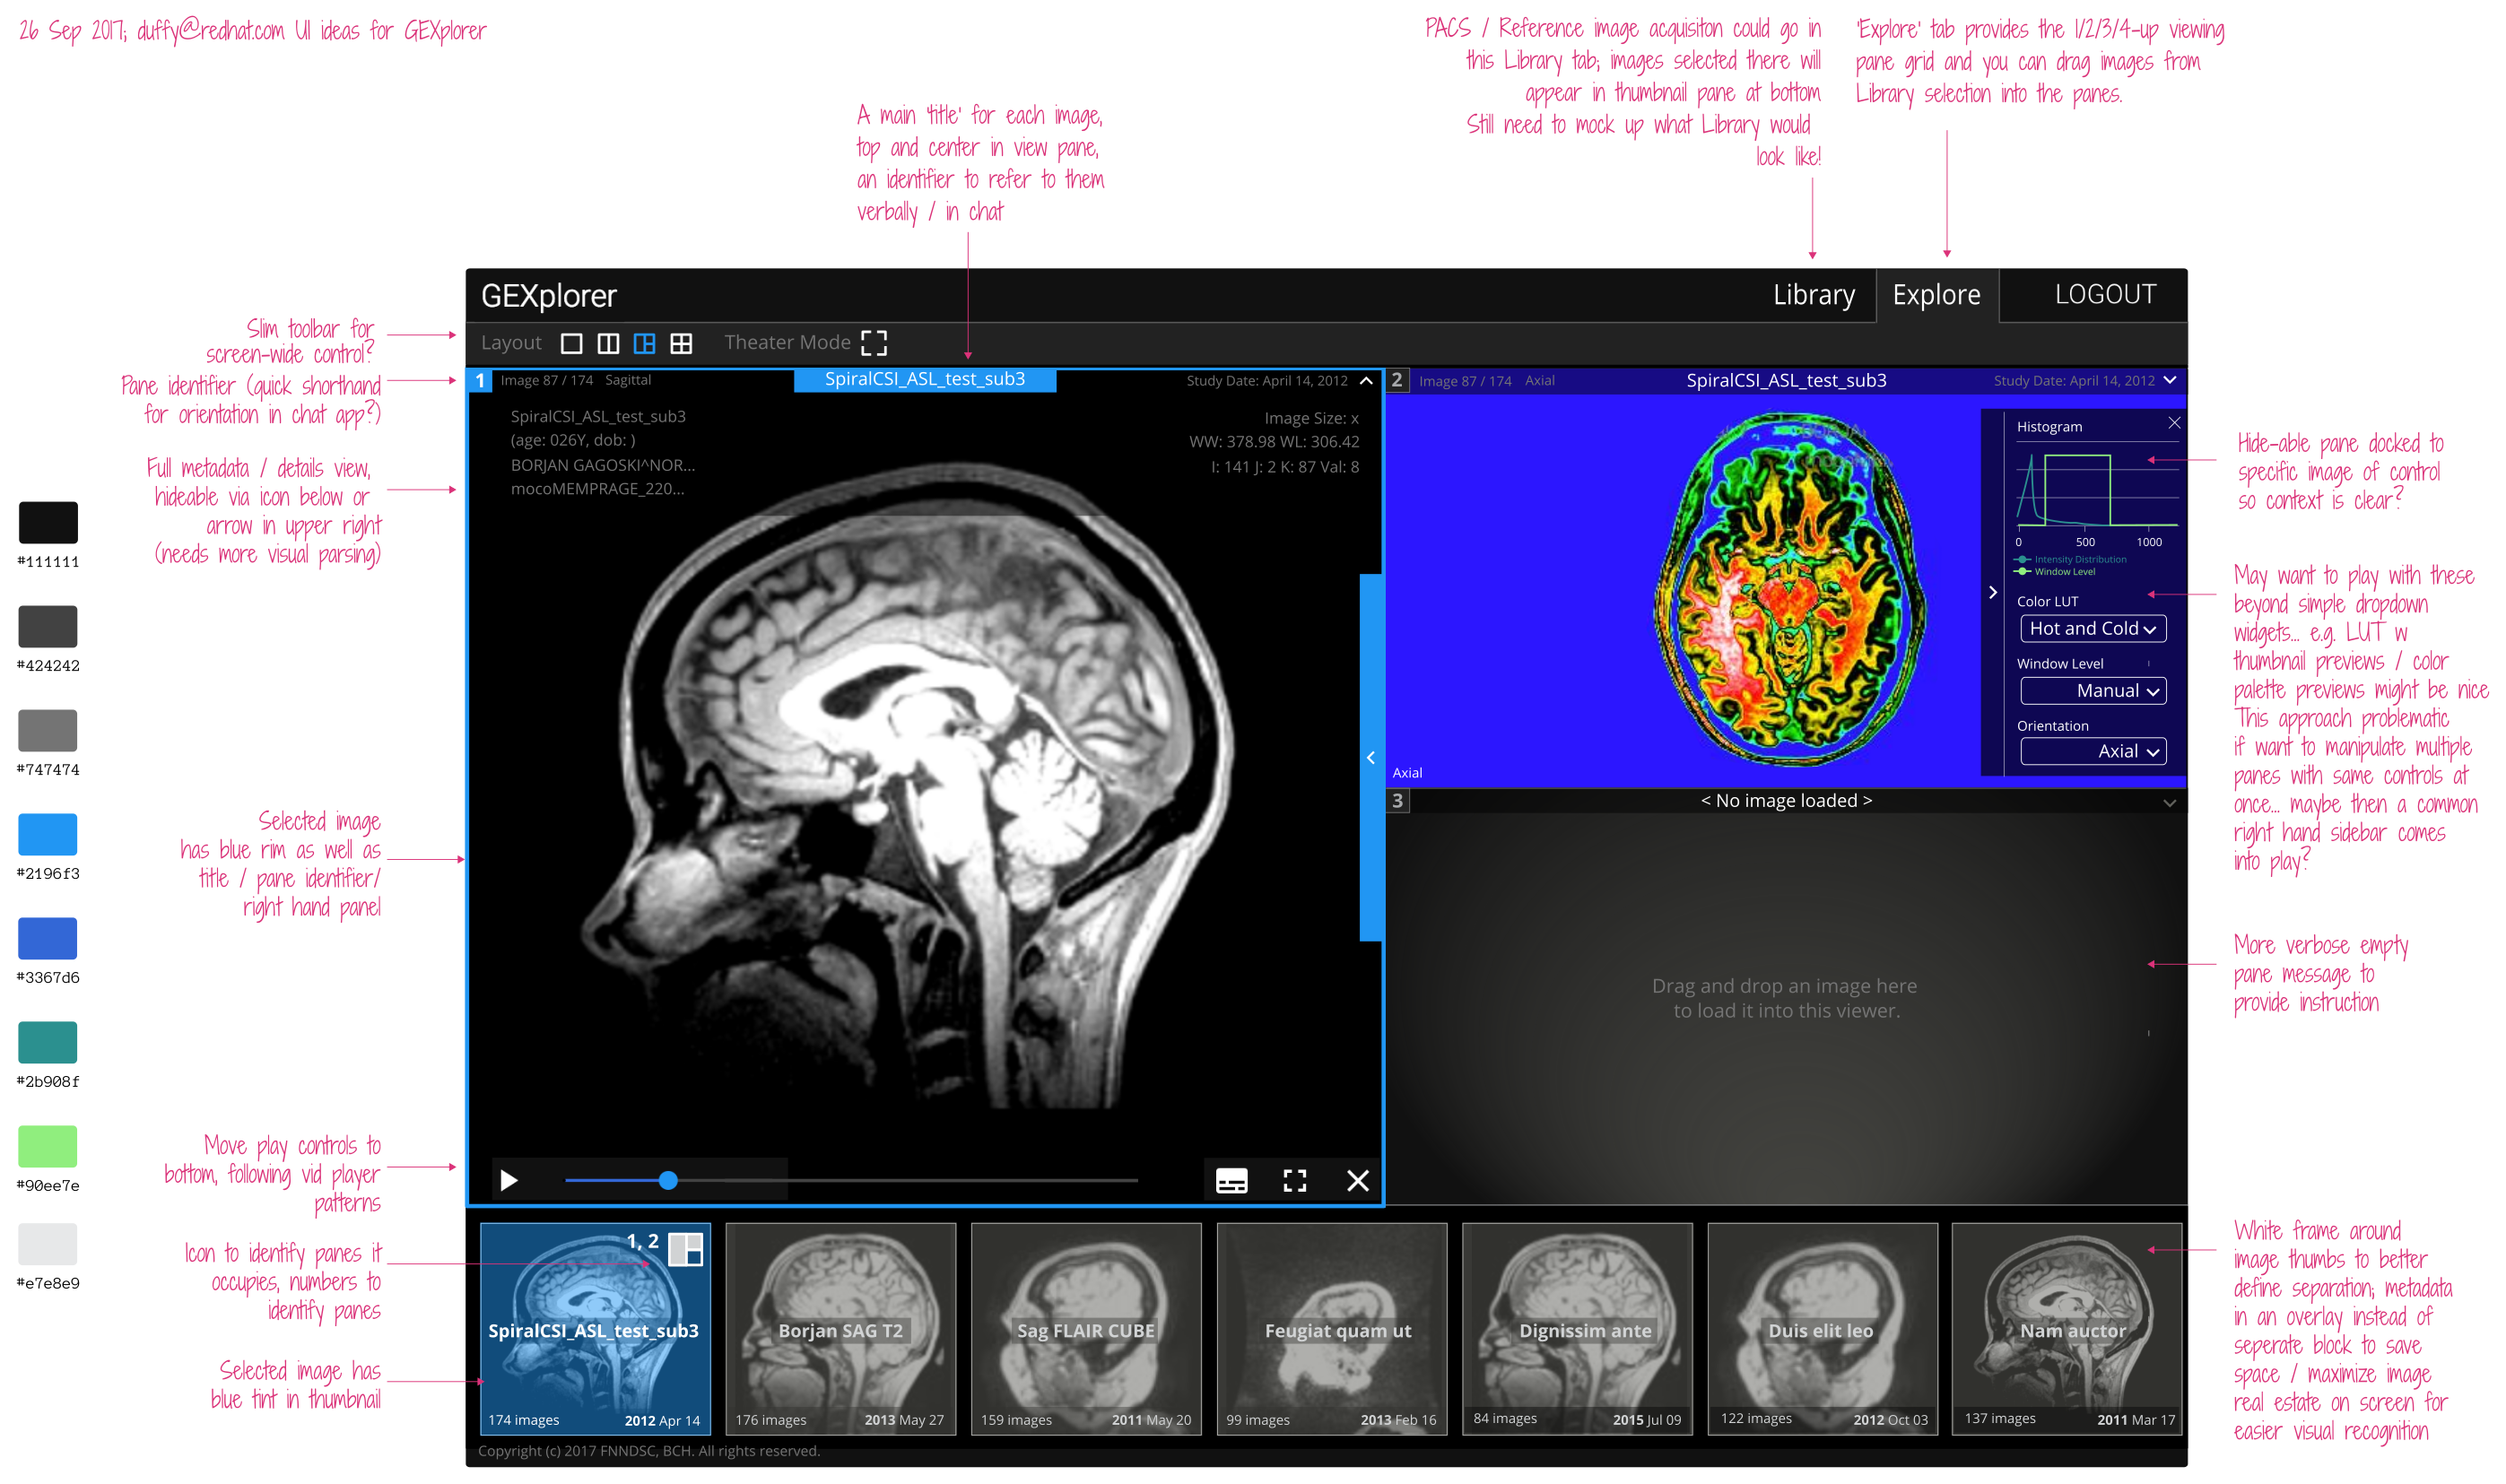 26 Sep 2017; duffy@redhat.com UI ideas for GEXplorer
PACS / Reference image acquisiton could go in
this Library tab; images selected there will
appear in thumbnail pane at bottom
Still need to mock up what Library would
look like!
'Explore' tab provides the 1/2/3/4-up viewing
pane grid and you can drag images from
Library selection into the panes.
A main 'title' for each image,
top and center in view pane,
an identifier to refer to them
verbally / in chat
GEXplorer
Library
Explore
LOGOUT
Slim toolbar for
screen-wide control?
Layout
Theater Mode
Pane identifier (quick shorthand
for orientation in chat app?)
1
Image 87 / 174 Sagittal
SpiralCSI_ASL_test_sub3
Study Date: April 14, 2012
2
Image 87 / 174 Axial
SpiralCSI_ASL_test_sub3
Study Date: April 14, 2012
Full metadata / details view,
hideable via icon below or
arrow in upper right
(needs more visual parsing)
SpiralCSI_ASL_test_sub3
(age: 026Y, dob: )
BORJAN GAGOSKI^NOR...
mocoMEMPRAGE_220...
Image Size: x
WW: 378.98 WL: 306.42
I: 141 J: 2 K: 87 Val: 8
Histogram
0 500 1000
Intensity Distribution
Window Level
Color LUT
Hot and Cold
Window Level
Manual
Orientation
Axial
Axial
Hide-able pane docked to
specific image of control
so context is clear?
May want to play with these
beyond simple dropdown
widgets... e.g. LUT w
thumbnail previews / color
palette previews might be nice
This approach problematic
if want to manipulate multiple
panes with same controls at
once... maybe then a common
right hand sidebar comes
into play?
#111111
#424242
#747474
#2196f3
#3367d6
#2b908f
#90ee7e
#e7e8e9
Selected image
has blue rim as well as
title / pane identifier/
right hand panel
3
< No image loaded >
Drag and drop an image here
to load it into this viewer.
More verbose empty
pane message to
provide instruction
Move play controls to
bottom, following vid player
patterns
Icon to identify panes it
occupies, numbers to
identify panes
Selected image has
blue tint in thumbnail
1, 2
SpiralCSI_ASL_test_sub3
174 images
2012 Apr 14
Borjan SAG T2
176 images
2013 May 27
Sag FLAIR CUBE
159 images
2011 May 20
Feugiat quam ut
99 images
2013 Feb 16
Dignissim ante
84 images
2015 Jul 09
Duis elit leo
122 images
2012 Oct 03
Nam auctor
137 images
2011 Mar 17
White frame around
image thumbs to better
define separation; metadata
in an overlay instead of
seperate block to save
space / maximize image
real estate on screen for
easier visual recognition
Copyright (c) 2017 FNNDSC, BCH. All rights reserved.